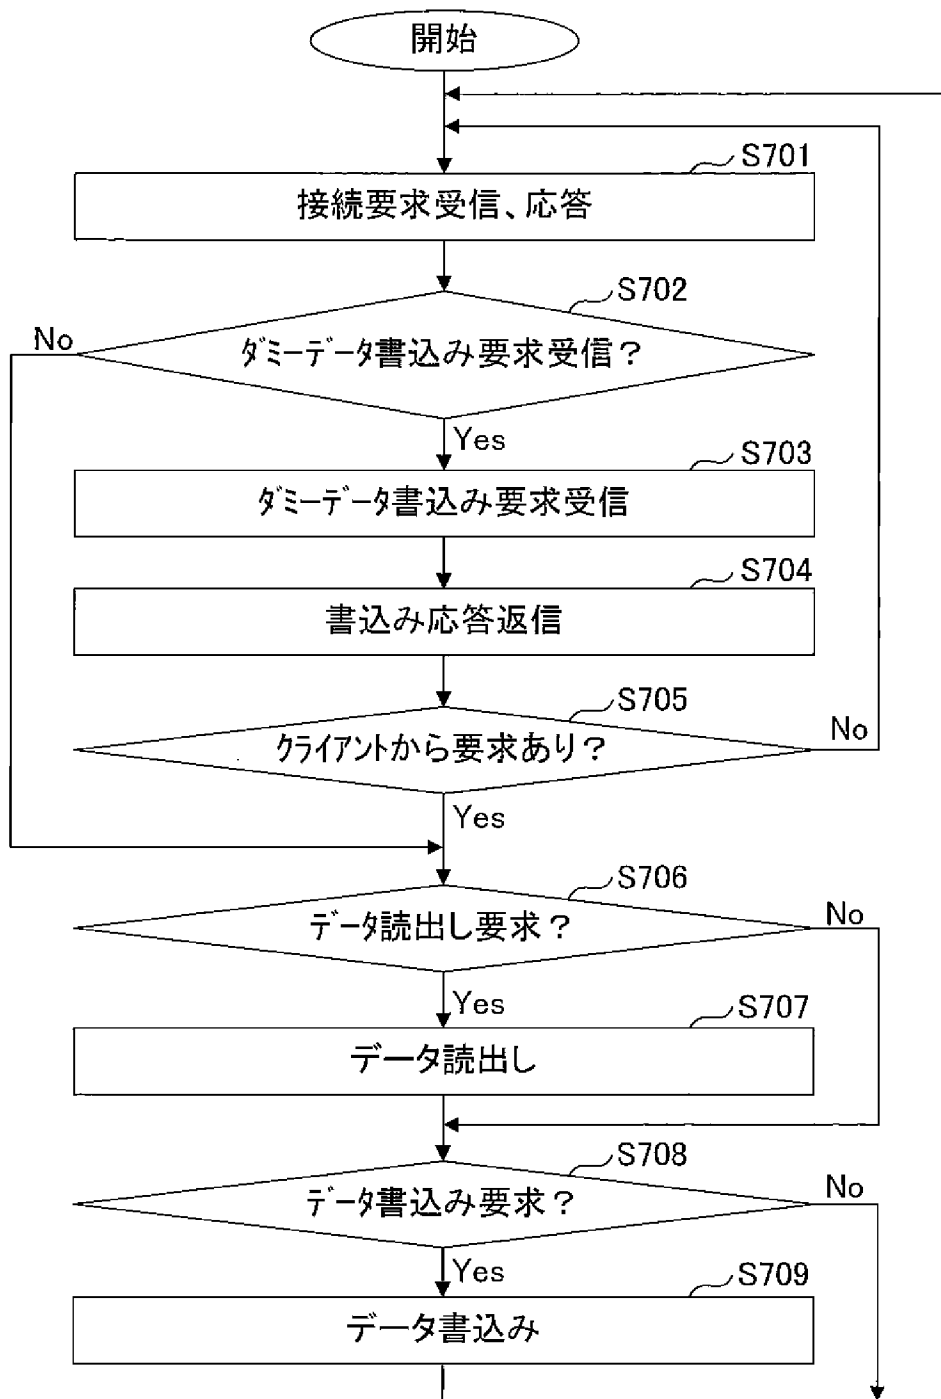 開始
S701
接続要求受信、応答
S702
No
ﾀﾞﾐｰﾃﾞｰﾀ書込み要求受信？
Yes
S703
ﾀﾞﾐｰﾃﾞｰﾀ書込み要求受信
S704
書込み応答返信
S705
ｸﾗｲｱﾝﾄから要求あり？
No
Yes
S706
ﾃﾞｰﾀ読出し要求？
No
Yes
S707
データ読出し
S708
ﾃﾞｰﾀ書込み要求？
No
Yes
S709
データ書込み